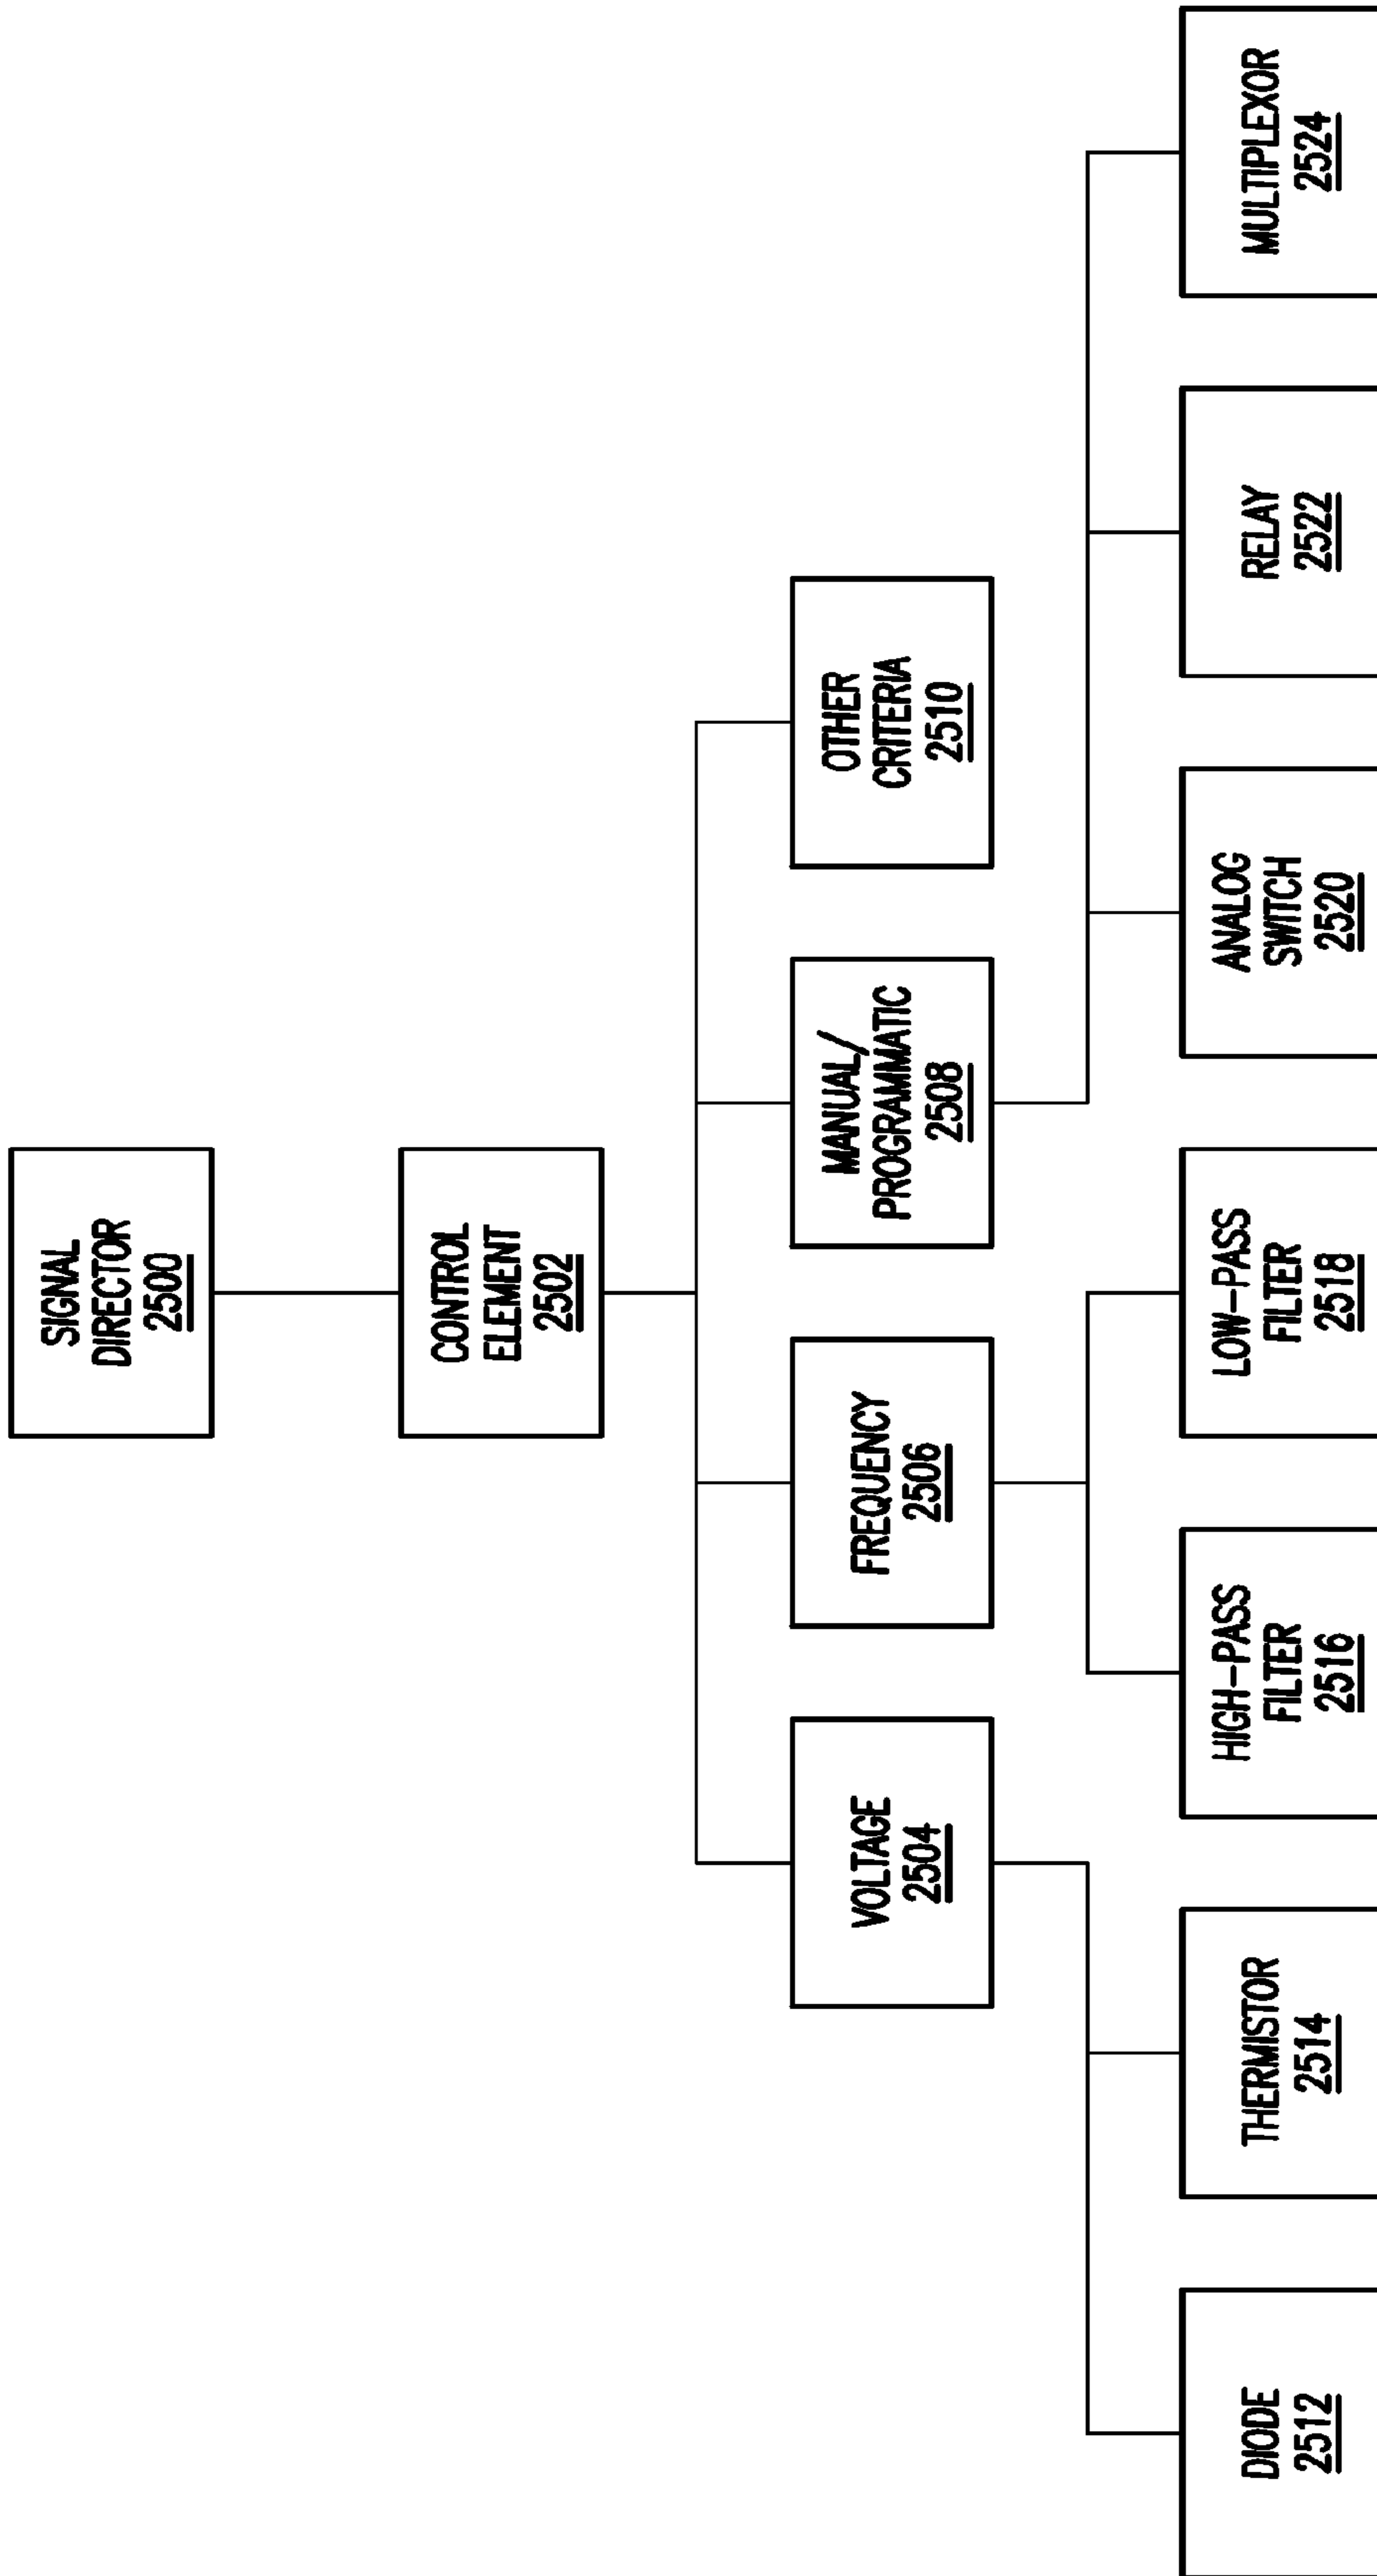 SIGNAL
DIRECTOR
2500
CONTROL
ELEMENT
2502
VOLTAGE
2504
FREQUENCY
2506
MANUAL/
PROGRAMMATIC
2508
OTHER
CRITERIA
2510
DIODE
2512
THERMISTOR
2514
HIGH-PASS
FILTER
2516
LOW-PASS
FILTER
2518
ANALOG
SWITCH
2520
RELAY
2522
MULTIPLEXOR
2524